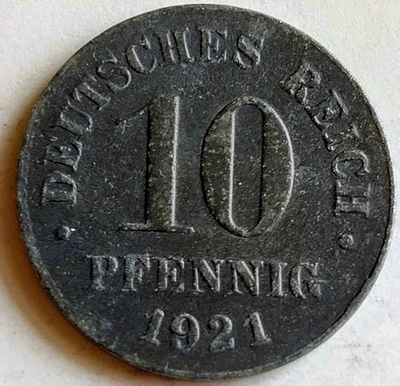 · DEUTSCHES REICH ·
10
PFENNIG
1921